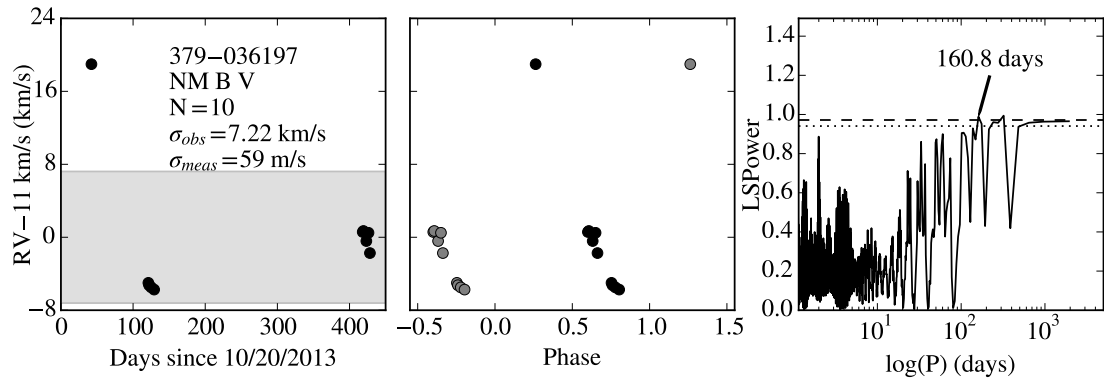 24
16
8
0
−8
RV−11 km/s (km/s)
379−036197
NM B V
N=10
σobs=7.22 km/s
σmeas=59 m/s
0 100 200 300 400
Days since 10/20/2013
−0.5 0.0 0.5 1.0 1.5
Phase
1.4
1.2
1.0
0.8
0.6
0.4
0.2
0.0
LSPower
160.8 days
10¹ 10² 10³
log(P) (days)